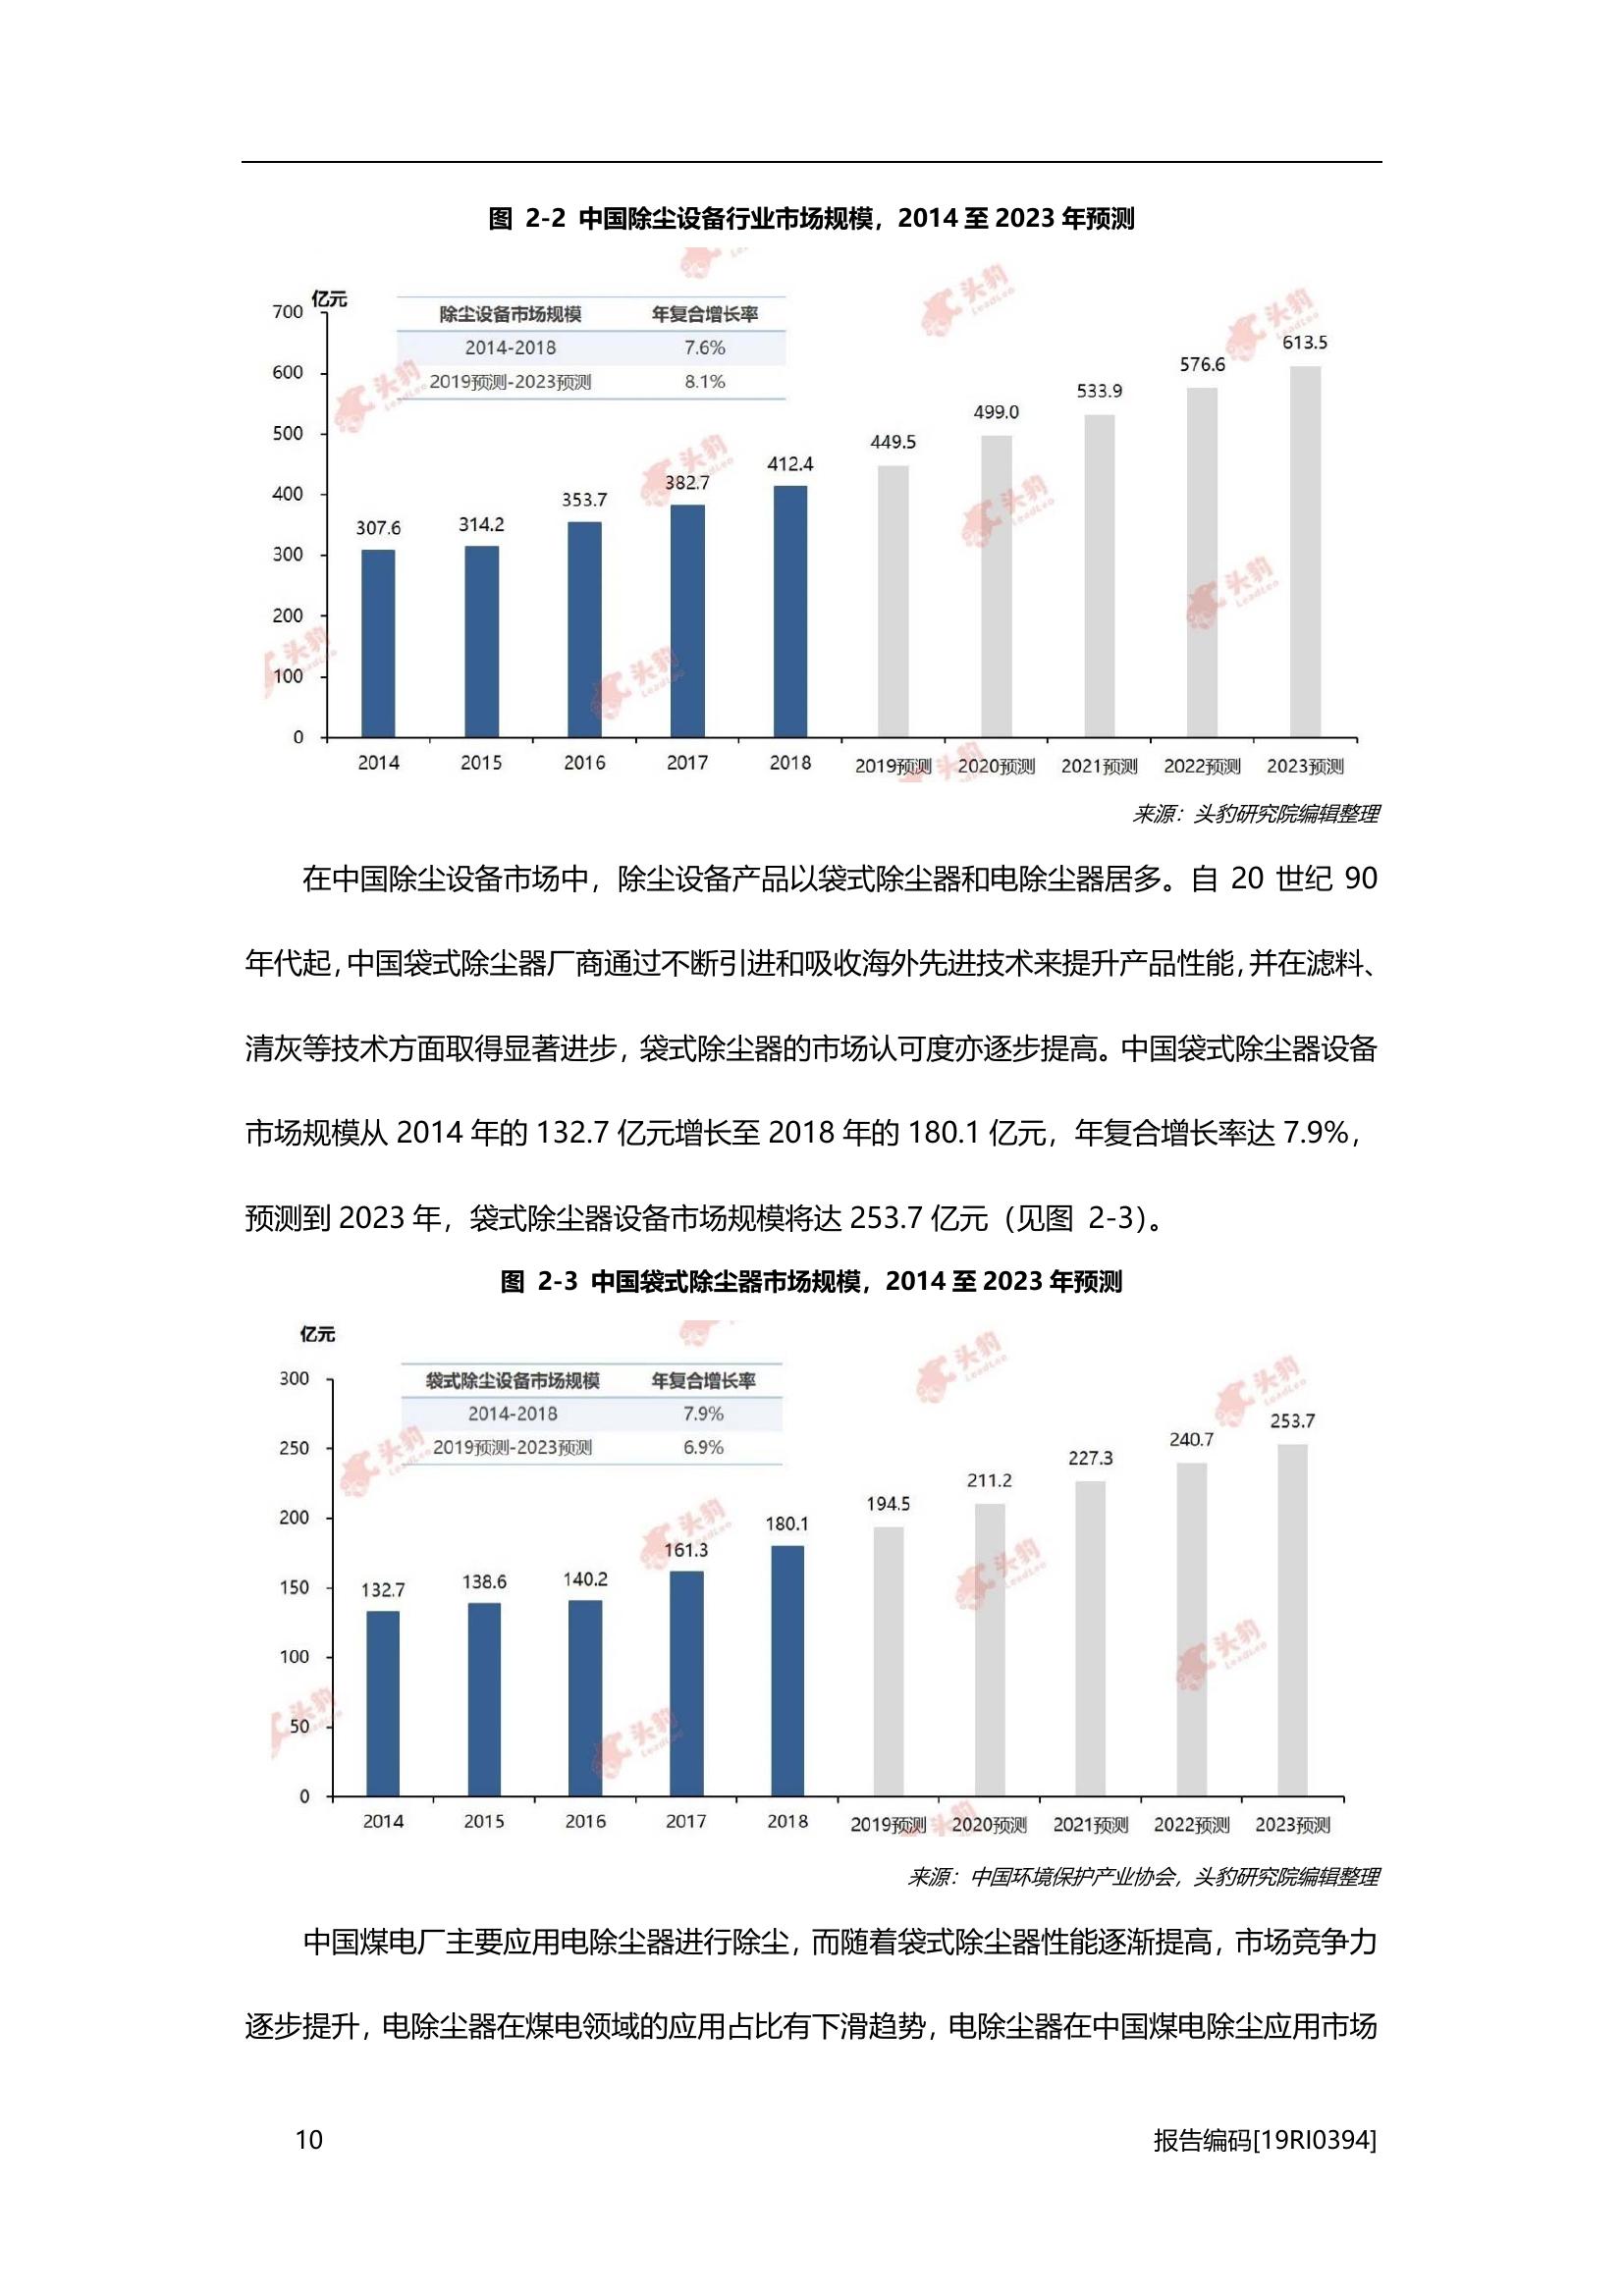 图 2-2 中国除尘设备行业市场规模，2014 至 2023 年预测
亿元
除尘设备市场规模 年复合增长率
2014-2018 7.6%
2019预测-2023预测 8.1%
700
600
500
400
300
200
100
0
307.6 314.2 353.7 382.7 412.4 449.5 499.0 533.9 576.6 613.5
2014 2015 2016 2017 2018 2019预测 2020预测 2021预测 2022预测 2023预测
头豹 LeadLeo
来源：头豹研究院编辑整理
在中国除尘设备市场中，除尘设备产品以袋式除尘器和电除尘器居多。自 20 世纪 90
年代起，中国袋式除尘器厂商通过不断引进和吸收海外先进技术来提升产品性能，并在滤料、
清灰等技术方面取得显著进步，袋式除尘器的市场认可度亦逐步提高。中国袋式除尘器设备
市场规模从 2014 年的 132.7 亿元增长至 2018 年的 180.1 亿元，年复合增长率达 7.9%，
预测到 2023 年，袋式除尘器设备市场规模将达 253.7 亿元（见图 2-3）。
图 2-3 中国袋式除尘器市场规模，2014 至 2023 年预测
亿元
袋式除尘设备市场规模 年复合增长率
2014-2018 7.9%
2019预测-2023预测 6.9%
300
250
200
150
100
50
0
132.7 138.6 140.2 161.3 180.1 194.5 211.2 227.3 240.7 253.7
2014 2015 2016 2017 2018 2019预测 2020预测 2021预测 2022预测 2023预测
头豹 LeadLeo
来源：中国环境保护产业协会，头豹研究院编辑整理
中国煤电厂主要应用电除尘器进行除尘，而随着袋式除尘器性能逐渐提高，市场竞争力
逐步提升，电除尘器在煤电领域的应用占比有下滑趋势，电除尘器在中国煤电除尘应用市场
10 报告编码[19RI0394]